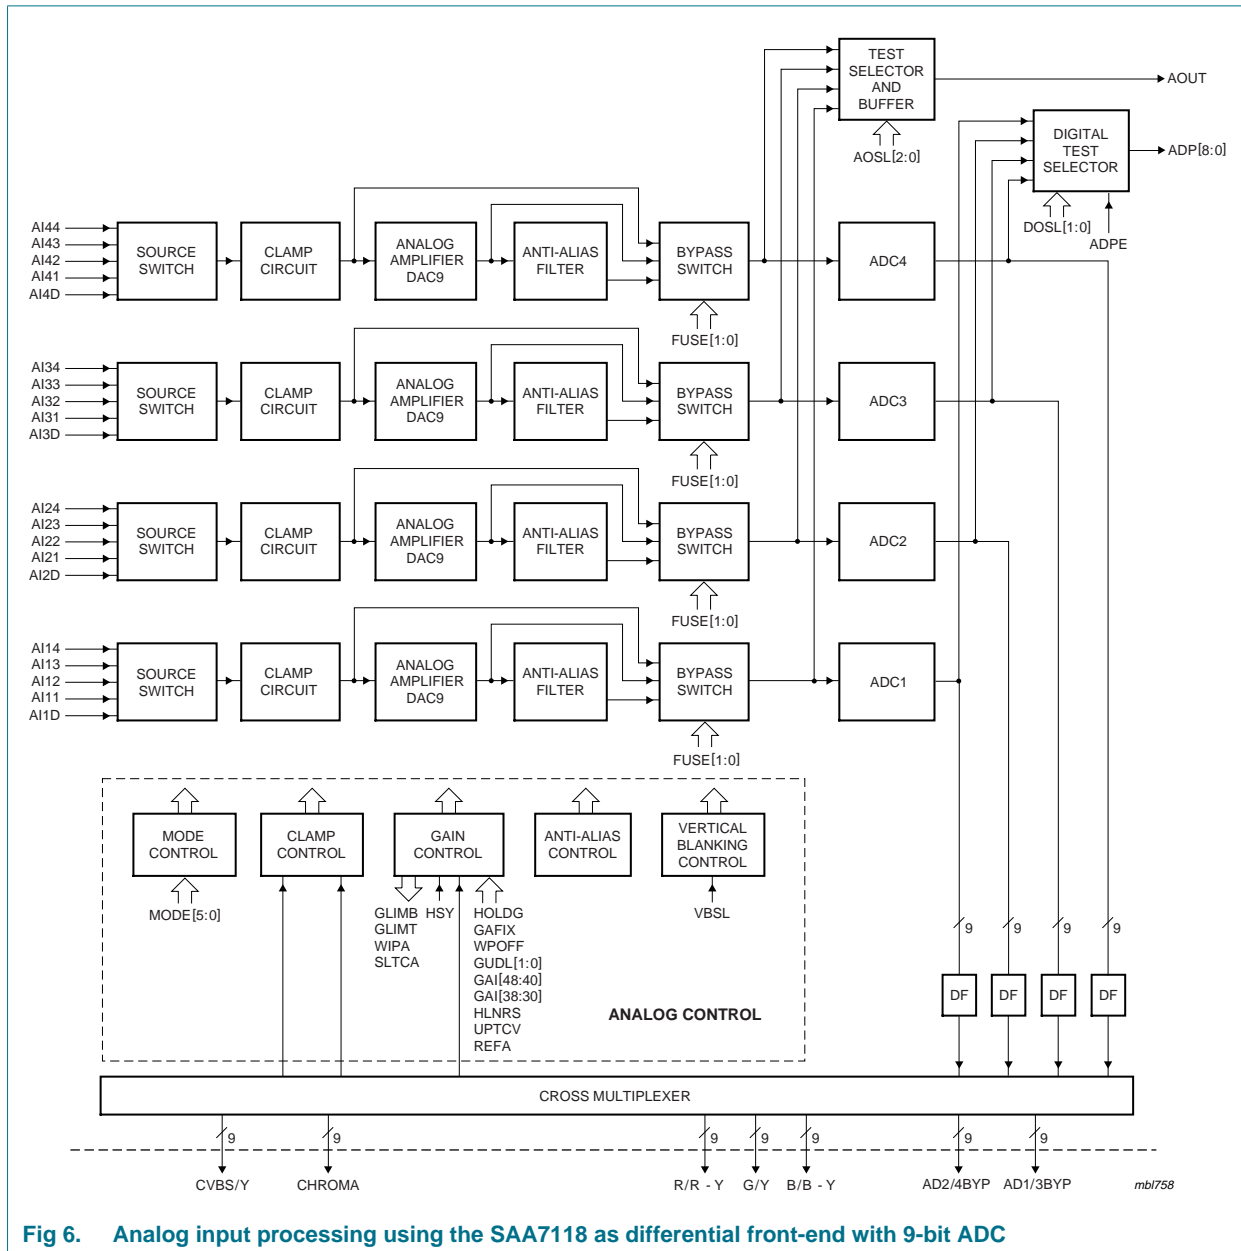 TEST
SELECTOR
AND
BUFFER
AOUT
AOSL[2:0]
DIGITAL
TEST
SELECTOR
ADP[8:0]
DOSL[1:0]
ADPE
AI44
AI43
AI42
AI41
AI4D
SOURCE
SWITCH
CLAMP
CIRCUIT
ANALOG
AMPLIFIER
DAC9
ANTI-ALIAS
FILTER
BYPASS
SWITCH
FUSE[1:0]
ADC4
AI34
AI33
AI32
AI31
AI3D
SOURCE
SWITCH
CLAMP
CIRCUIT
ANALOG
AMPLIFIER
DAC9
ANTI-ALIAS
FILTER
BYPASS
SWITCH
FUSE[1:0]
ADC3
AI24
AI23
AI22
AI21
AI2D
SOURCE
SWITCH
CLAMP
CIRCUIT
ANALOG
AMPLIFIER
DAC9
ANTI-ALIAS
FILTER
BYPASS
SWITCH
FUSE[1:0]
ADC2
AI14
AI13
AI12
AI11
AI1D
SOURCE
SWITCH
CLAMP
CIRCUIT
ANALOG
AMPLIFIER
DAC9
ANTI-ALIAS
FILTER
BYPASS
SWITCH
FUSE[1:0]
ADC1
MODE
CONTROL
MODE[5:0]
CLAMP
CONTROL
GAIN
CONTROL
GLIMB
GLIMT
WIPA
SLTCA
HSY
HOLDG
GAFIX
WPOFF
GUDL[1:0]
GAI[48:40]
GAI[38:30]
HLNRS
UPTCV
REFA
ANTI-ALIAS
CONTROL
VERTICAL
BLANKING
CONTROL
VBSL
ANALOG CONTROL
9
9
9
9
DF
DF
DF
DF
CROSS MULTIPLEXER
9
9
9
9
9
9
9
CVBS/Y
CHROMA
R/R - Y
G/Y
B/B - Y
AD2/4BYP
AD1/3BYP
mbl758
Fig 6. Analog input processing using the SAA7118 as differential front-end with 9-bit ADC